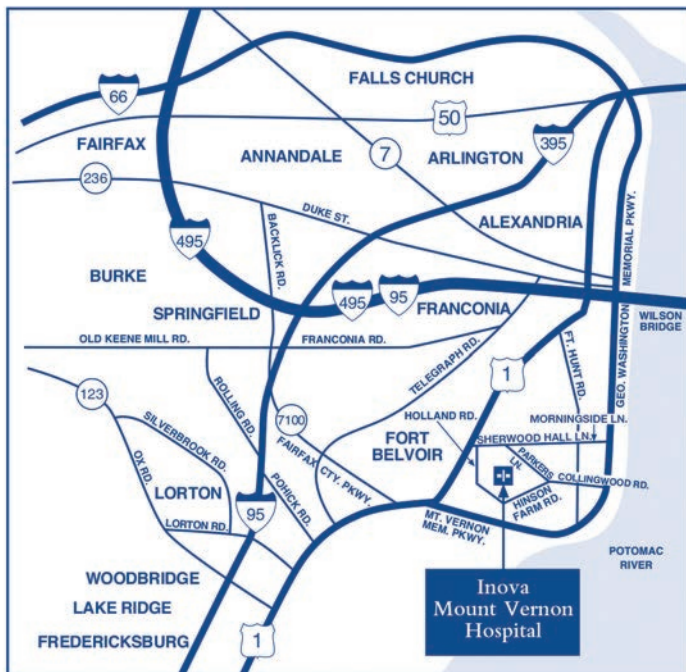 FALLS CHURCH
66
50
FAIRFAX
395
7
ANNANDALE
ARLINGTON
236
DUKE ST.
BACKLICK RD.
ALEXANDRIA
GEO. WASHINGTON MEMORIAL PKWY.
495
BURKE
495
95
SPRINGFIELD
FRANCONIA
WILSON
BRIDGE
OLD KEENE MILL RD.
FRANCONIA RD.
TELEGRAPH RD.
1
FT. HUNT RD.
123
ROLLING RD.
SILVERBROOK RD.
7100
HOLLAND RD.
MORNINGSIDE LN.
FORT
BELVOIR
SHERWOOD HALL LN.
OX RD.
FAIRFAX CTY. PKWY.
PARKERS
LN.
COLLINGWOOD RD.
LORTON
POHICK RD.
HINSON
FARM RD.
95
LORTON RD.
MT. VERNON
MEM. PKWY.
POTOMAC
RIVER
WOODBRIDGE
LAKE RIDGE
FREDERICKSBURG
1
Inova
Mount Vernon
Hospital